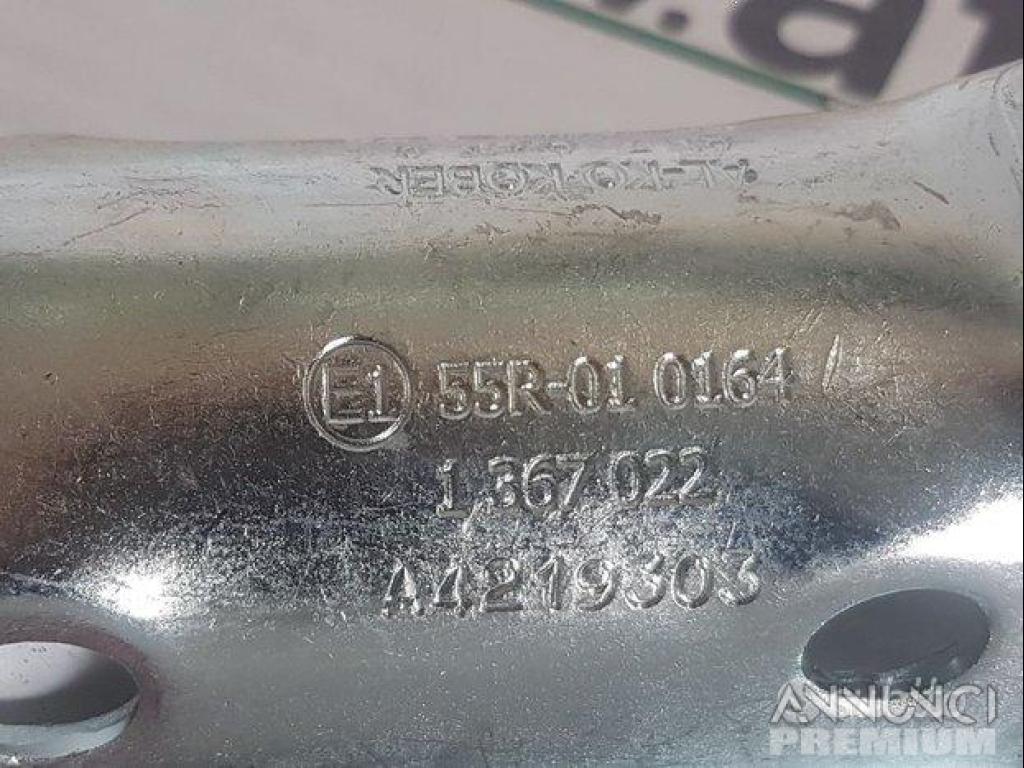 AL-KO KOBER
E1 55R-01 0164
1 367 022
A4219303
ANNUNCI
PREMIUM